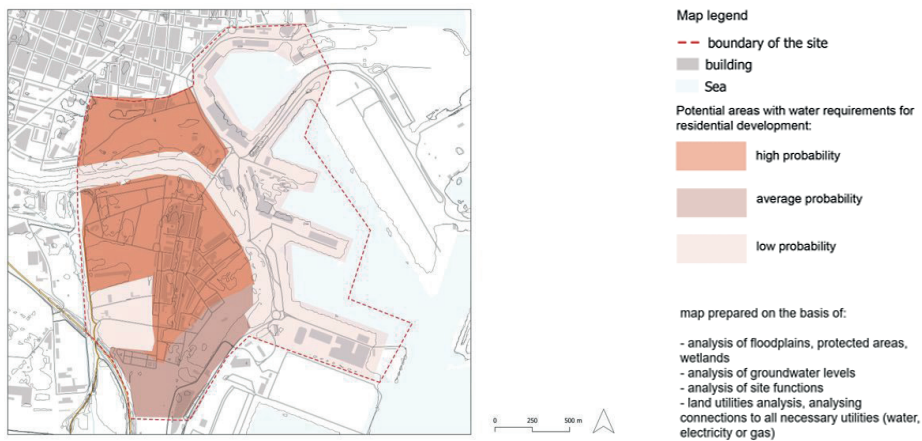 Map legend
boundary of the site
building
Sea
Potential areas with water requirements for
residential development:
high probability
average probability
low probability
map prepared on the basis of:
- analysis of floodplains, protected areas,
wetlands
- analysis of groundwater levels
- analysis of site functions
- land utilities analysis, analysing
connections to all necessary utilities (water,
electricity or gas)
0 250 500 m